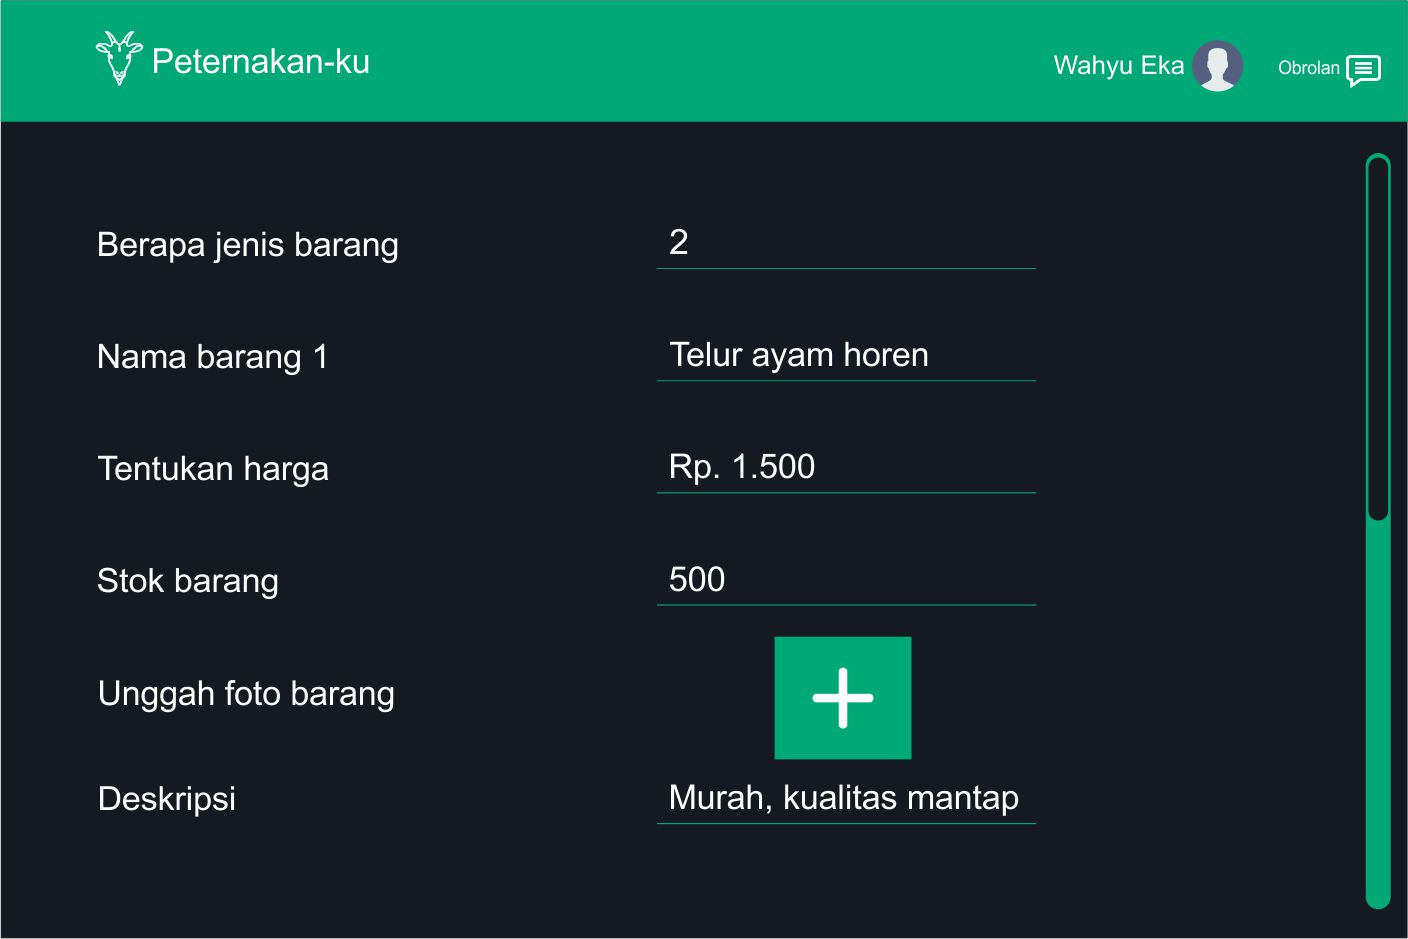 Peternakan-ku
Wahyu Eka
Obrolan
Berapa jenis barang 2
Nama barang 1 Telur ayam horen
Tentukan harga Rp. 1.500
Stok barang 500
Unggah foto barang
Deskripsi Murah, kualitas mantap